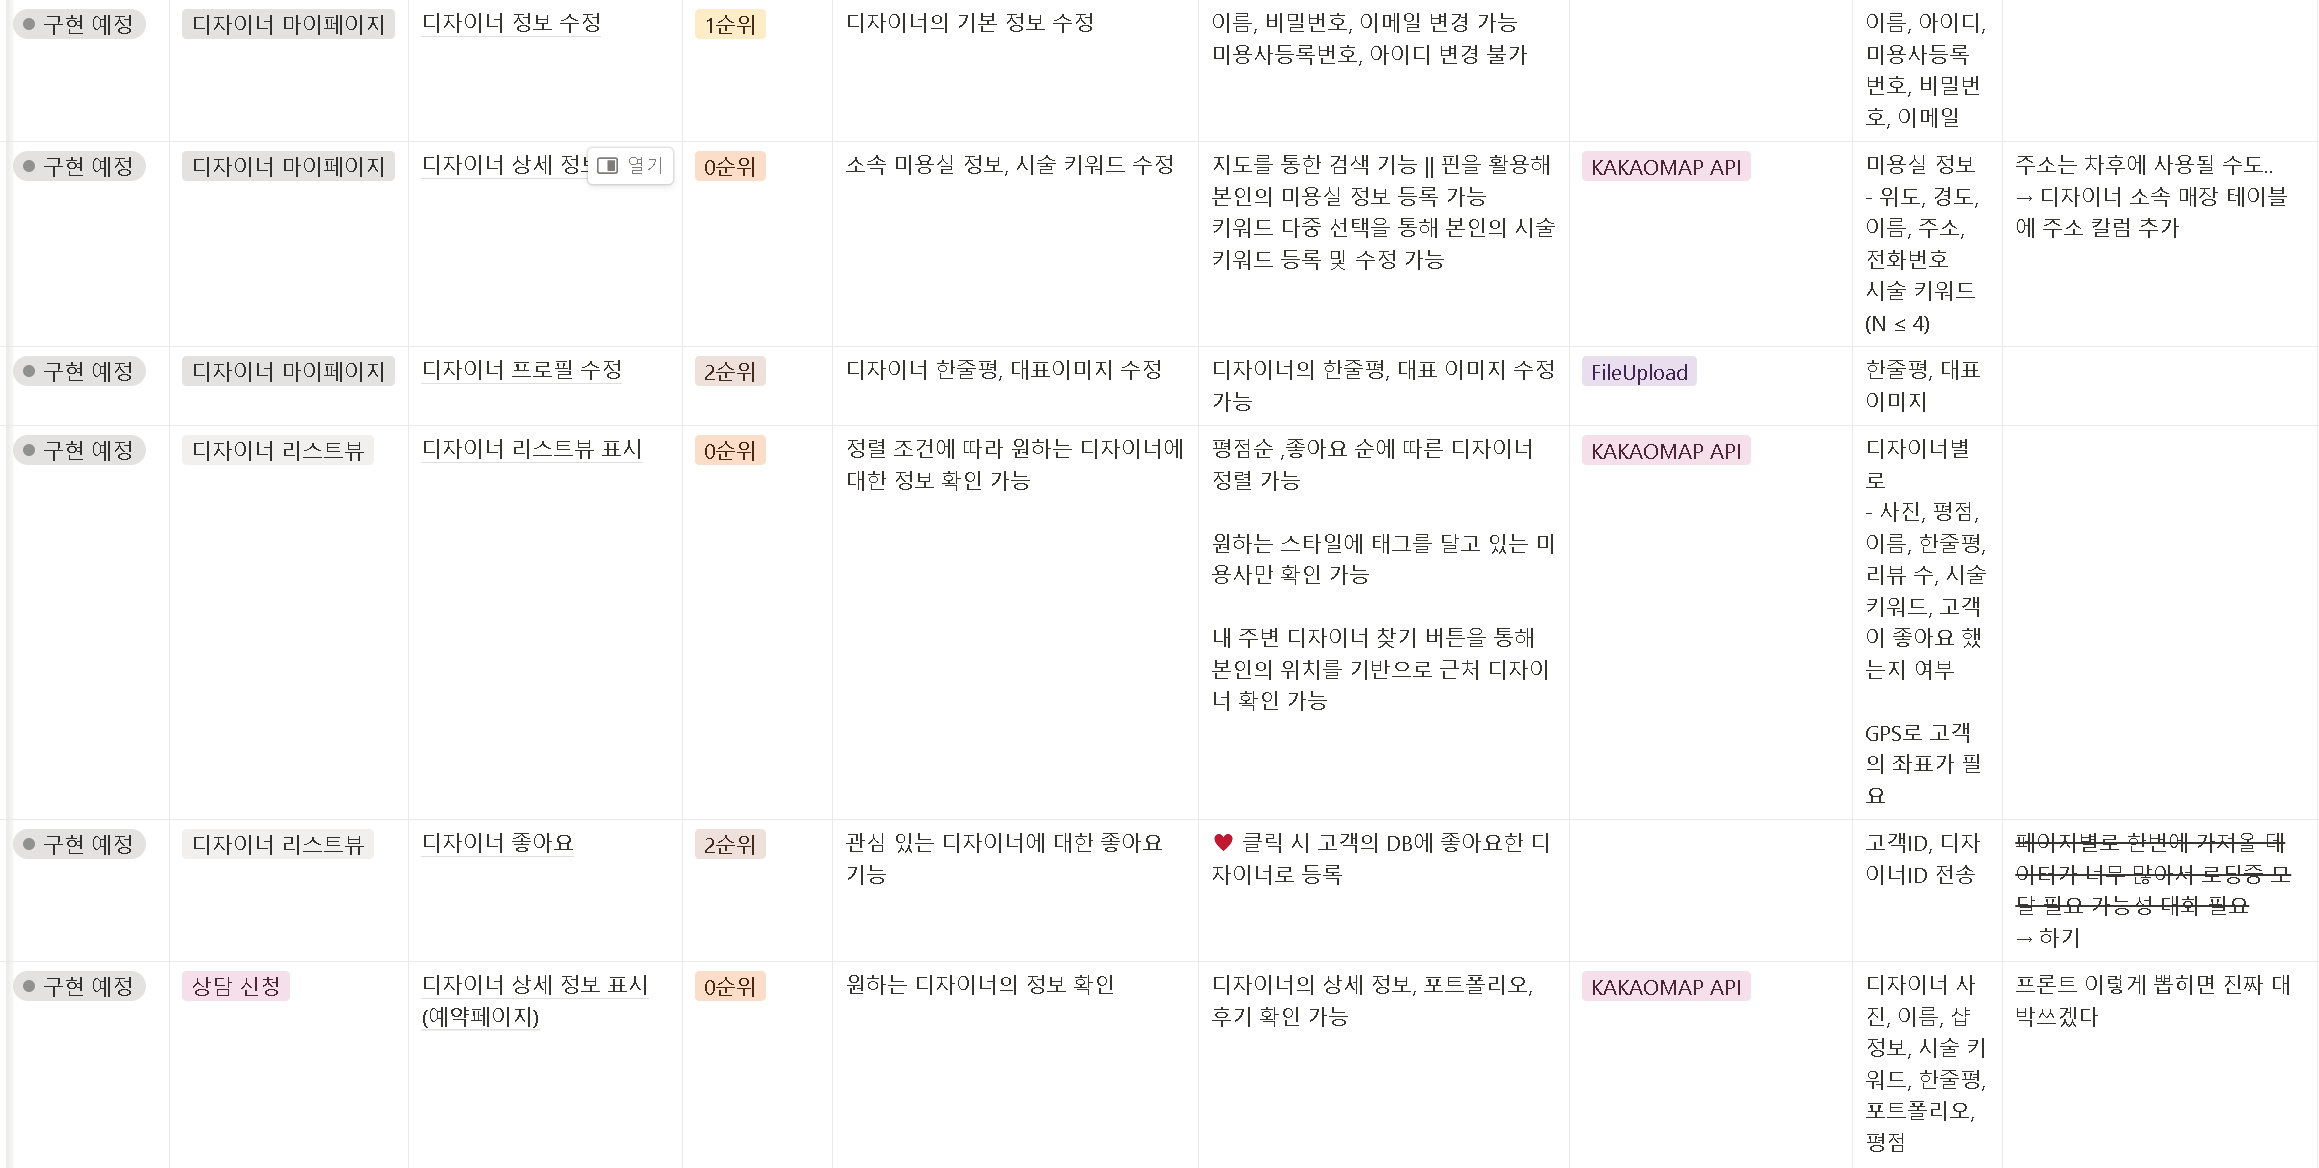 구현 예정
디자이너 마이페이지
디자이너 정보 수정
1순위
디자이너의 기본 정보 수정
이름, 비밀번호, 이메일 변경 가능
미용사등록번호, 아이디 변경 불가
이름, 아이디,
미용사등록
번호, 비밀번
호, 이메일
구현 예정
디자이너 마이페이지
디자이너 상세 정보
열기
0순위
소속 미용실 정보, 시술 키워드 수정
지도를 통한 검색 기능 || 핀을 활용해
본인의 미용실 정보 등록 가능
키워드 다중 선택을 통해 본인의 시술
키워드 등록 및 수정 가능
KAKAOMAP API
미용실 정보
- 위도, 경도,
이름, 주소,
전화번호
시술 키워드
(N ≤ 4)
주소는 차후에 사용될 수도..
→ 디자이너 소속 매장 테이블
에 주소 칼럼 추가
구현 예정
디자이너 마이페이지
디자이너 프로필 수정
2순위
디자이너 한줄평, 대표이미지 수정
디자이너의 한줄평, 대표 이미지 수정
가능
FileUpload
한줄평, 대표
이미지
구현 예정
디자이너 리스트뷰
디자이너 리스트뷰 표시
0순위
정렬 조건에 따라 원하는 디자이너에
대한 정보 확인 가능
평점순 ,좋아요 순에 따른 디자이너
정렬 가능
원하는 스타일에 태그를 달고 있는 미
용사만 확인 가능
내 주변 디자이너 찾기 버튼을 통해
본인의 위치를 기반으로 근처 디자이
너 확인 가능
KAKAOMAP API
디자이너별
로
- 사진, 평점,
이름, 한줄평,
리뷰 수, 시술
키워드, 고객
이 좋아요 했
는지 여부
GPS로 고객
의 좌표가 필
요
구현 예정
디자이너 리스트뷰
디자이너 좋아요
2순위
관심 있는 디자이너에 대한 좋아요
기능
♥ 클릭 시 고객의 DB에 좋아요한 디
자이너로 등록
고객ID, 디자
이너ID 전송
페이지별로 한번에 가져올 데
이터가 너무 많아서 로딩중 모
달 필요 가능성 대화 필요
→ 하기
구현 예정
상담 신청
디자이너 상세 정보 표시
(예약페이지)
0순위
원하는 디자이너의 정보 확인
디자이너의 상세 정보, 포트폴리오,
후기 확인 가능
KAKAOMAP API
디자이너 사
진, 이름, 샵
정보, 시술 키
워드, 한줄평,
포트폴리오,
평점
프론트 이렇게 뽑히면 진짜 대
박쓰겠다